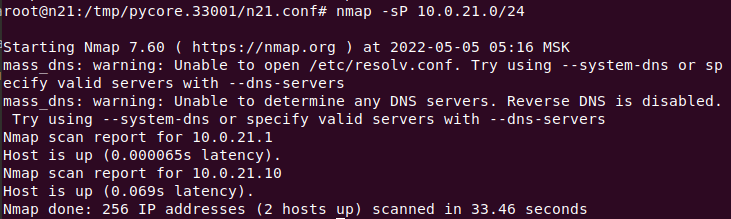 root@n21:/tmp/pycore.33001/n21.conf# nmap -sP 10.0.21.0/24
Starting Nmap 7.60 ( https://nmap.org ) at 2022-05-05 05:16 MSK
mass_dns: warning: Unable to open /etc/resolv.conf. Try using --system-dns or sp
ecify valid servers with --dns-servers
mass_dns: warning: Unable to determine any DNS servers. Reverse DNS is disabled.
 Try using --system-dns or specify valid servers with --dns-servers
Nmap scan report for 10.0.21.1
Host is up (0.000065s latency).
Nmap scan report for 10.0.21.10
Host is up (0.069s latency).
Nmap done: 256 IP addresses (2 hosts up) scanned in 33.46 seconds